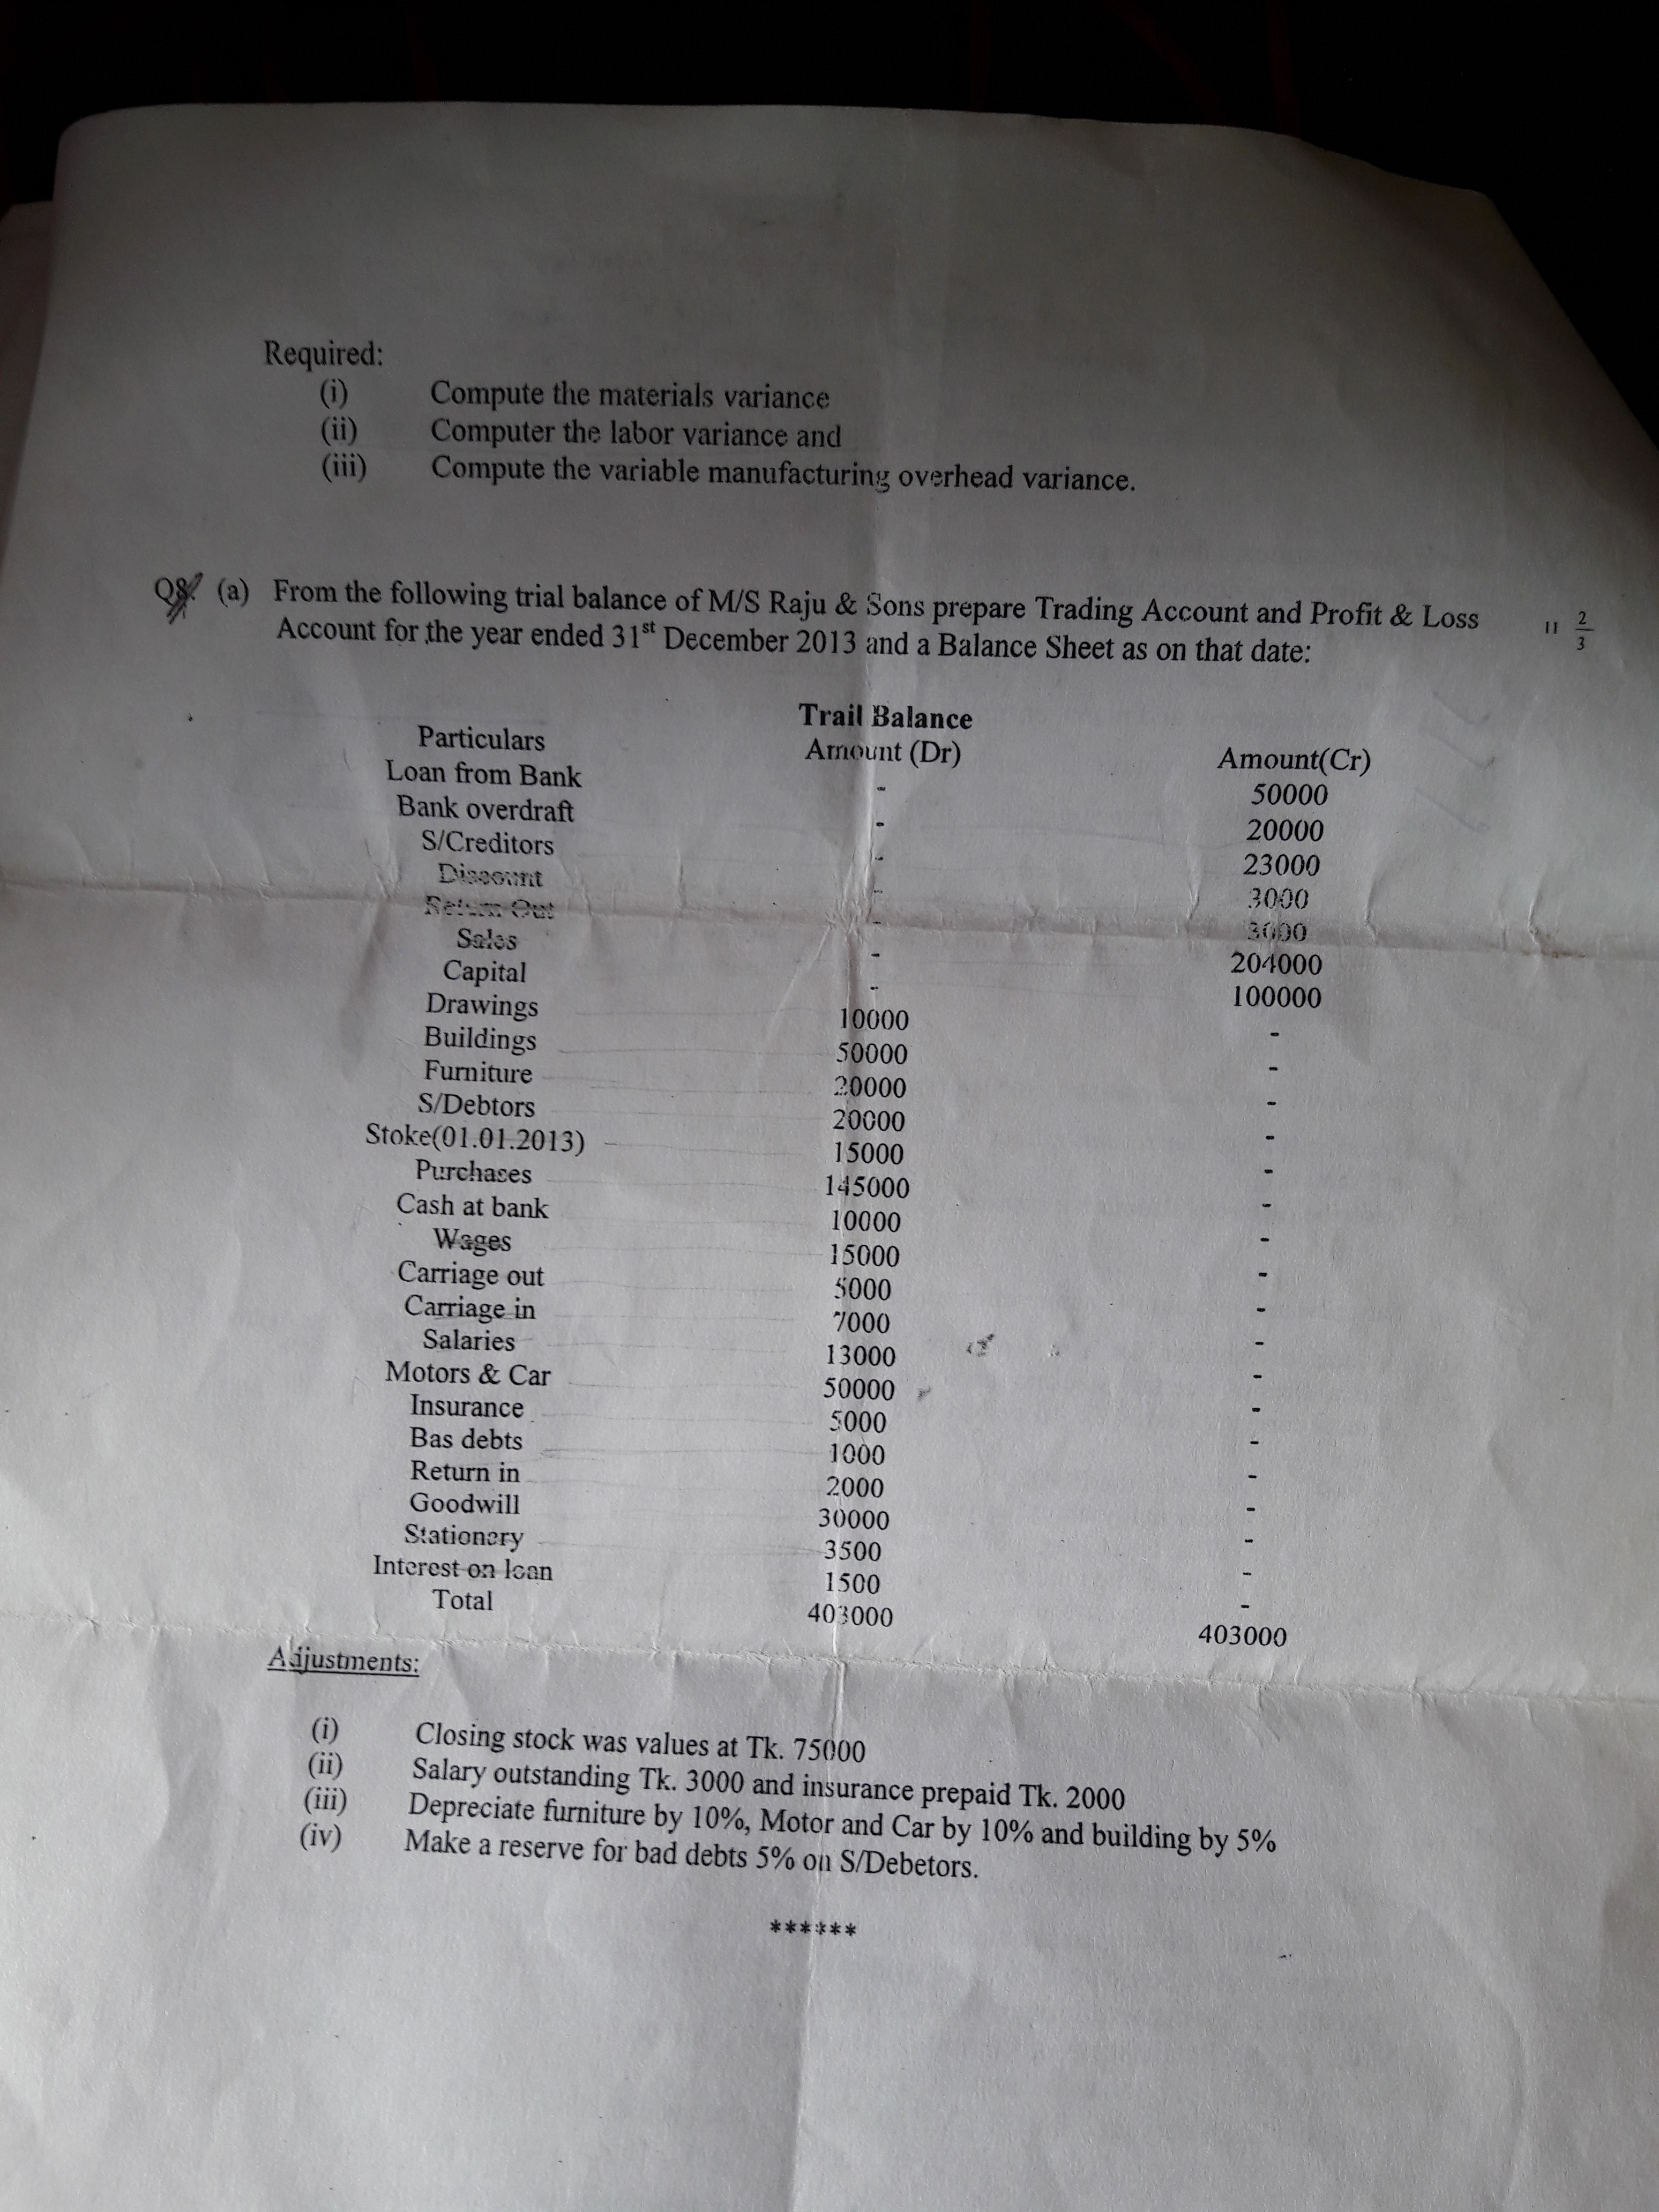 Required:
(i) Compute the materials variance
(ii) Computer the labor variance and
(iii) Compute the variable manufacturing overhead variance.
Q8. (a) From the following trial balance of M/S Raju & Sons prepare Trading Account and Profit & Loss 11 2/3
Account for the year ended 31st December 2013 and a Balance Sheet as on that date:
Trail Balance
Particulars Amount (Dr) Amount(Cr)
Loan from Bank - 50000
Bank overdraft - 20000
S/Creditors - 23000
Discount - 3000
Return Out - 3000
Sales - 204000
Capital - 100000
Drawings 10000 -
Buildings 50000 -
Furniture 20000 -
S/Debtors 20000 -
Stoke(01.01.2013) 15000 -
Purchases 145000 -
Cash at bank 10000 -
Wages 15000 -
Carriage out 5000 -
Carriage in 7000 -
Salaries 13000 -
Motors & Car 50000 -
Insurance 5000 -
Bas debts 1000 -
Return in 2000 -
Goodwill 30000 -
Stationery 3500 -
Interest on loan 1500 -
Total 403000 403000
Adjustments:
(i) Closing stock was values at Tk. 75000
(ii) Salary outstanding Tk. 3000 and insurance prepaid Tk. 2000
(iii) Depreciate furniture by 10%, Motor and Car by 10% and building by 5%
(iv) Make a reserve for bad debts 5% on S/Debetors.
******